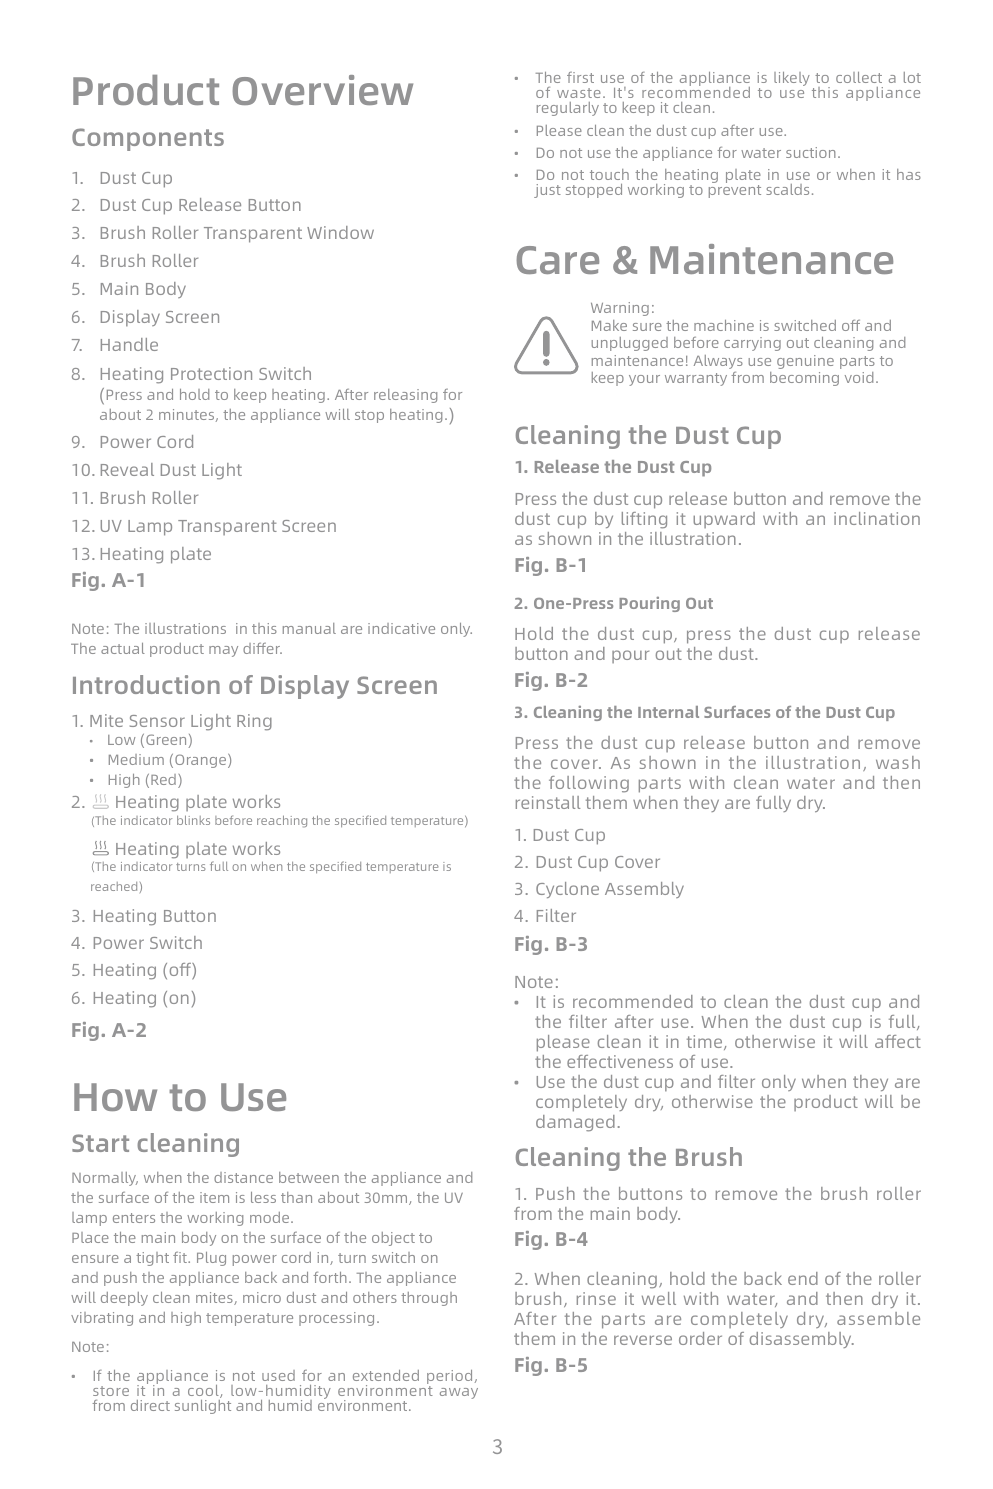 Product Overview
Components
1. Dust Cup
2. Dust Cup Release Button
3. Brush Roller Transparent Window
4. Brush Roller
5. Main Body
6. Display Screen
7. Handle
8. Heating Protection Switch
(Press and hold to keep heating. After releasing for
about 2 minutes, the appliance will stop heating.)
9. Power Cord
10. Reveal Dust Light
11. Brush Roller
12. UV Lamp Transparent Screen
13. Heating plate
Fig. A-1
Note: The illustrations in this manual are indicative only.
The actual product may differ.
Introduction of Display Screen
1. Mite Sensor Light Ring
• Low (Green)
• Medium (Orange)
• High (Red)
2. Heating plate works
(The indicator blinks before reaching the specified temperature)
Heating plate works
(The indicator turns full on when the specified temperature is
reached)
3. Heating Button
4. Power Switch
5. Heating (off)
6. Heating (on)
Fig. A-2
How to Use
Start cleaning
Normally, when the distance between the appliance and
the surface of the item is less than about 30mm, the UV
lamp enters the working mode.
Place the main body on the surface of the object to
ensure a tight fit. Plug power cord in, turn switch on
and push the appliance back and forth. The appliance
will deeply clean mites, micro dust and others through
vibrating and high temperature processing.
Note:
• If the appliance is not used for an extended period,
store it in a cool, low-humidity environment away
from direct sunlight and humid environment.
• The first use of the appliance is likely to collect a lot
of waste. It's recommended to use this appliance
regularly to keep it clean.
• Please clean the dust cup after use.
• Do not use the appliance for water suction.
• Do not touch the heating plate in use or when it has
just stopped working to prevent scalds.
Care & Maintenance
Warning:
Make sure the machine is switched off and
unplugged before carrying out cleaning and
maintenance! Always use genuine parts to
keep your warranty from becoming void.
Cleaning the Dust Cup
1. Release the Dust Cup
Press the dust cup release button and remove the
dust cup by lifting it upward with an inclination
as shown in the illustration.
Fig. B-1
2. One-Press Pouring Out
Hold the dust cup, press the dust cup release
button and pour out the dust.
Fig. B-2
3. Cleaning the Internal Surfaces of the Dust Cup
Press the dust cup release button and remove
the cover. As shown in the illustration, wash
the following parts with clean water and then
reinstall them when they are fully dry.
1. Dust Cup
2. Dust Cup Cover
3. Cyclone Assembly
4. Filter
Fig. B-3
Note:
• It is recommended to clean the dust cup and
the filter after use. When the dust cup is full,
please clean it in time, otherwise it will affect
the effectiveness of use.
• Use the dust cup and filter only when they are
completely dry, otherwise the product will be
damaged.
Cleaning the Brush
1. Push the buttons to remove the brush roller
from the main body.
Fig. B-4
2. When cleaning, hold the back end of the roller
brush, rinse it well with water, and then dry it.
After the parts are completely dry, assemble
them in the reverse order of disassembly.
Fig. B-5
3